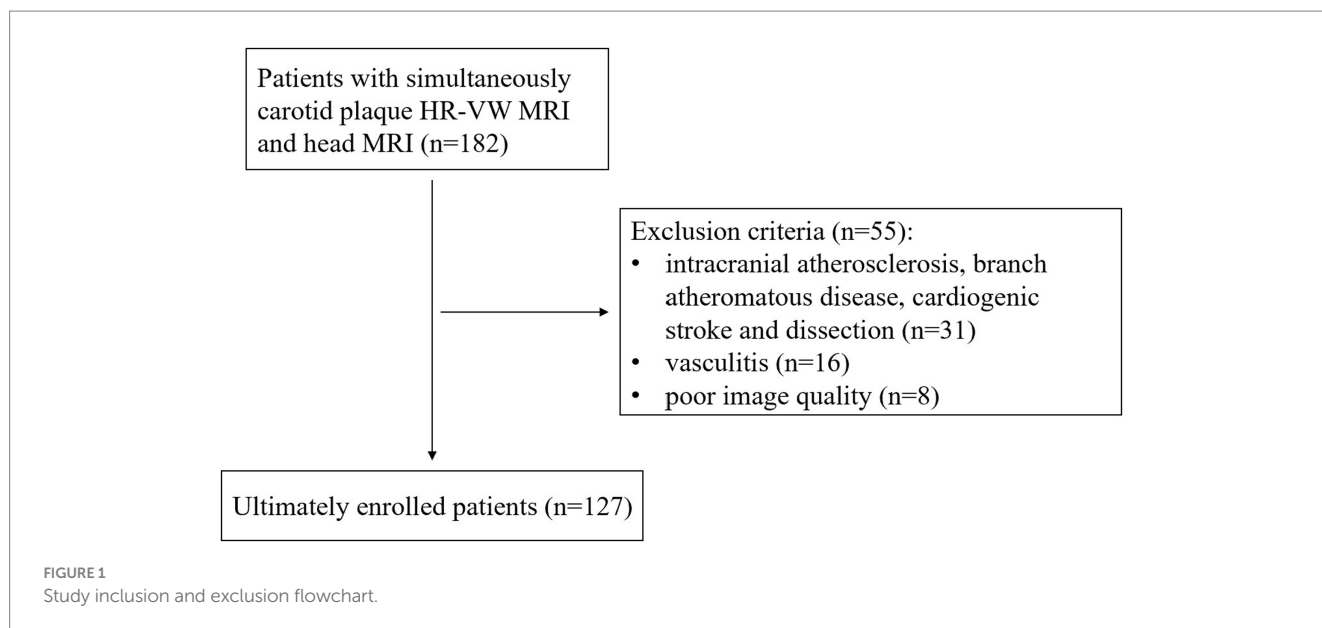 Patients with simultaneously
carotid plaque HR-VW MRI
and head MRI (n=182)
Exclusion criteria (n=55):
• intracranial atherosclerosis, branch
atheromatous disease, cardiogenic
stroke and dissection (n=31)
• vasculitis (n=16)
• poor image quality (n=8)
Ultimately enrolled patients (n=127)
FIGURE 1
Study inclusion and exclusion flowchart.